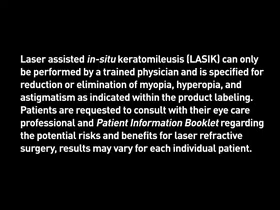 Laser assisted in-situ keratomileusis (LASIK) can only
be performed by a trained physician and is specified for
reduction or elimination of myopia, hyperopia, and
astigmatism as indicated within the product labeling.
Patients are requested to consult with their eye care
professional and Patient Information Booklet regarding
the potential risks and benefits for laser refractive
surgery, results may vary for each individual patient.